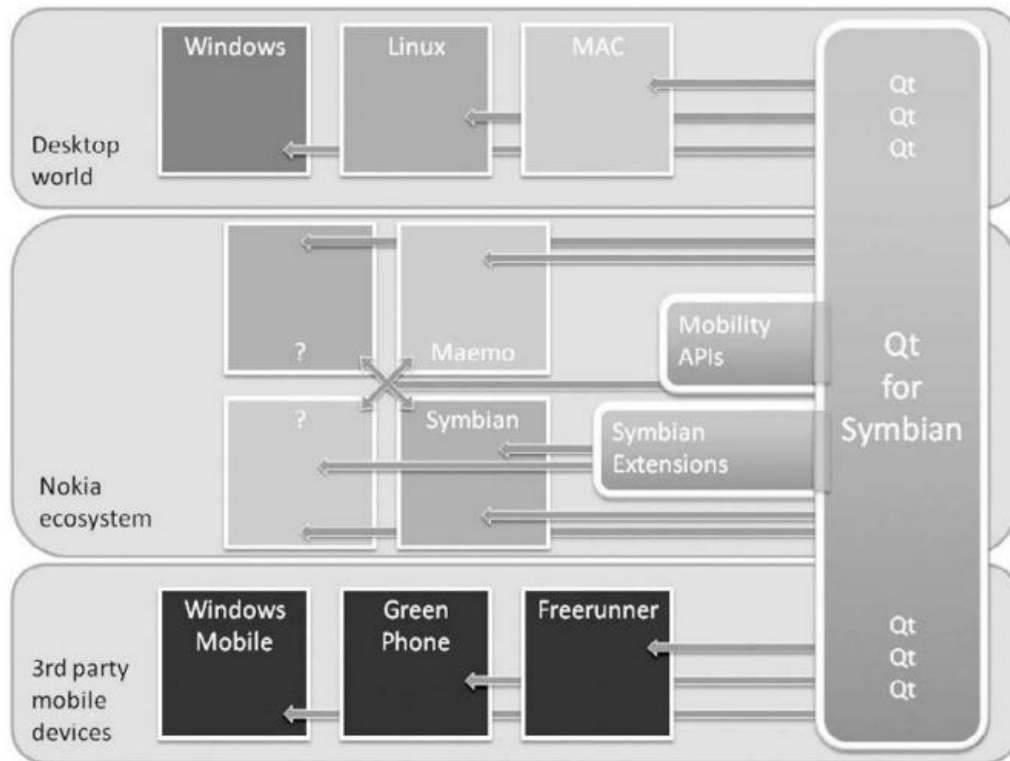 Windows
Linux
MAC
Qt
Qt
Qt
Desktop
world
?
Maemo
Mobility
APIs
Qt
for
Symbian
?
Symbian
Symbian
Extensions
Nokia
ecosystem
Windows
Mobile
Green
Phone
Freerunner
Qt
Qt
Qt
3rd party
mobile
devices